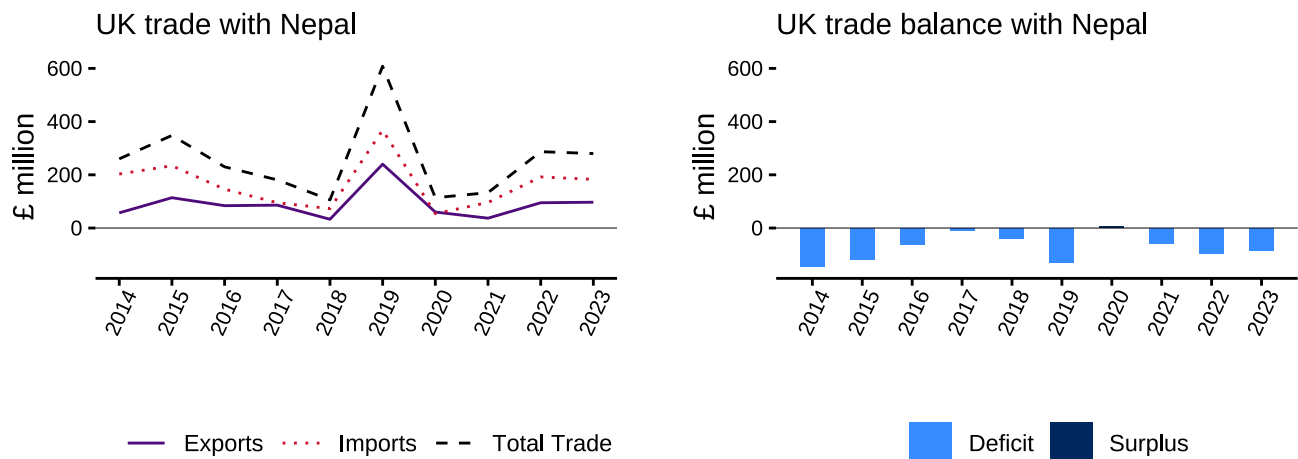 UK trade with Nepal
£ million
600
400
200
0
2014 2015 2016 2017 2018 2019 2020 2021 2022 2023
Exports Imports Total Trade
UK trade balance with Nepal
£ million
600
400
200
0
2014 2015 2016 2017 2018 2019 2020 2021 2022 2023
Deficit Surplus